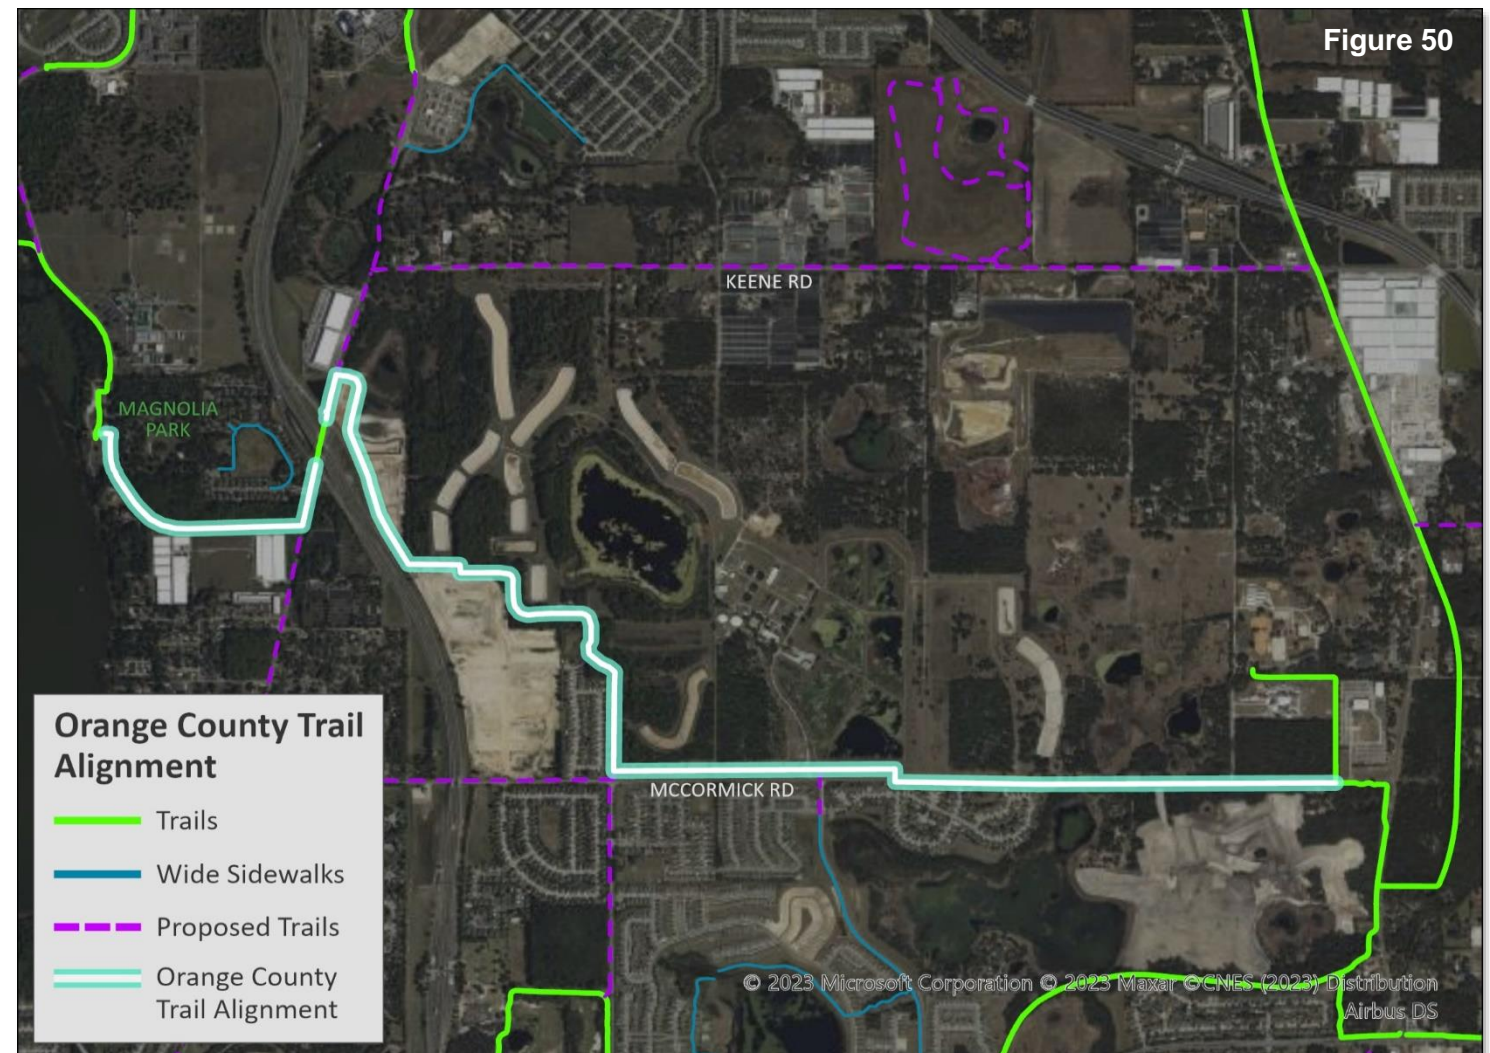 Figure 50
KEENE RD
MAGNOLIA
PARK
MCCORMICK RD
Orange County Trail
Alignment
Trails
Wide Sidewalks
Proposed Trails
Orange County
Trail Alignment
© 2023 Microsoft Corporation © 2023 Maxar ©CNES (2023) Distribution
Airbus DS